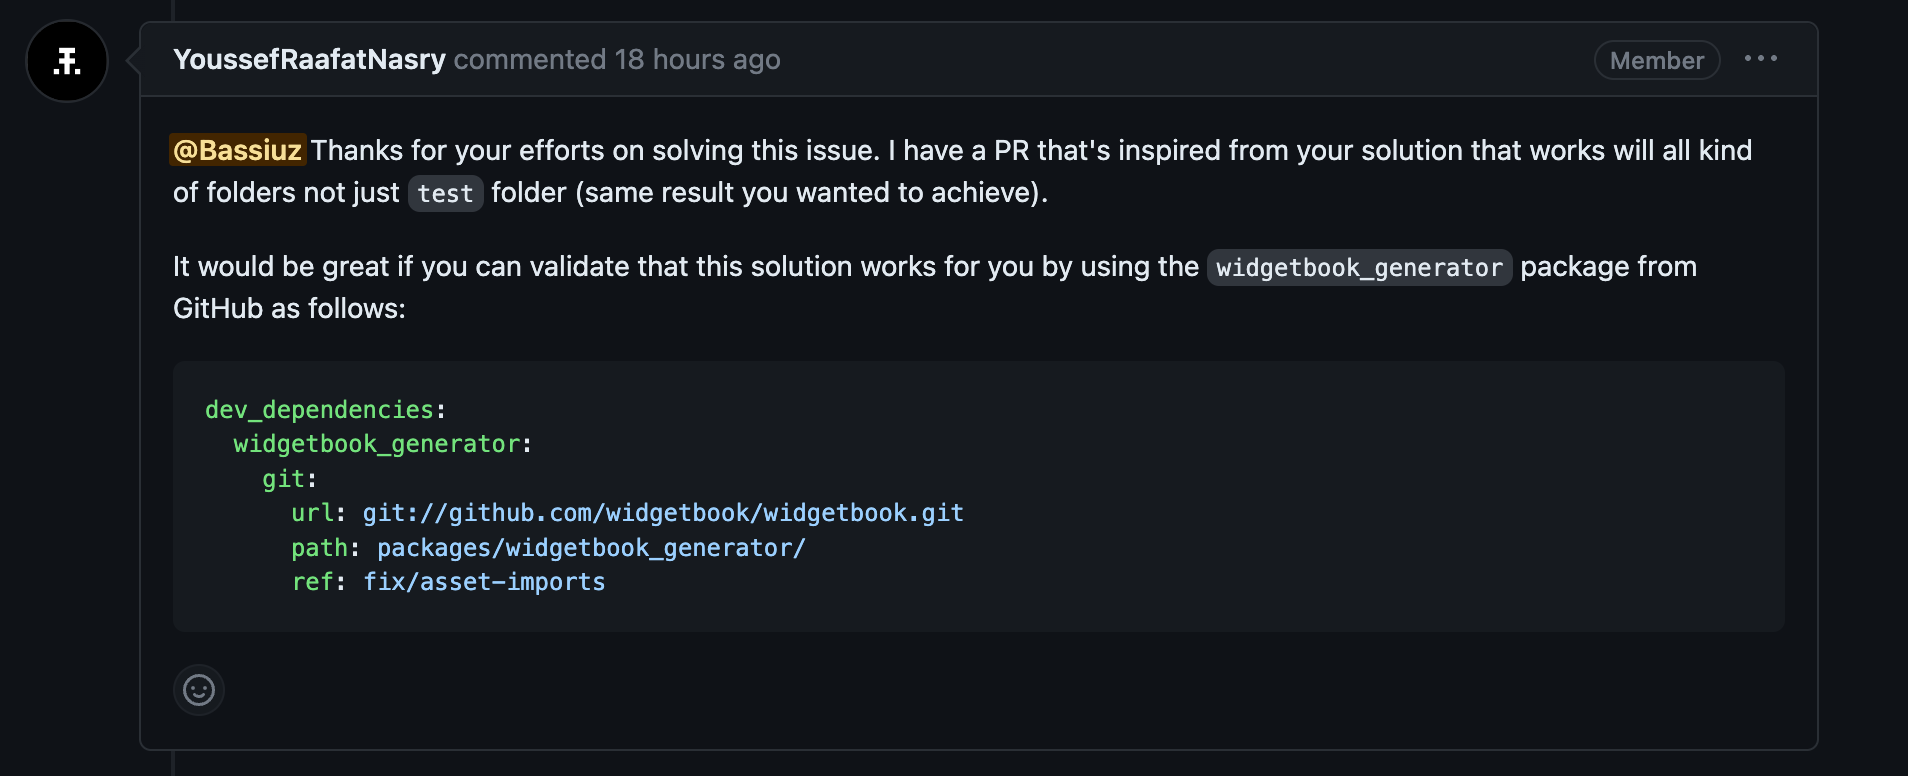 YoussefRaafatNasry commented 18 hours ago
Member
@Bassiuz Thanks for your efforts on solving this issue. I have a PR that's inspired from your solution that works will all kind
of folders not just test folder (same result you wanted to achieve).
It would be great if you can validate that this solution works for you by using the widgetbook_generator package from
GitHub as follows:
dev_dependencies:
  widgetbook_generator:
    git:
      url: git://github.com/widgetbook/widgetbook.git
      path: packages/widgetbook_generator/
      ref: fix/asset-imports